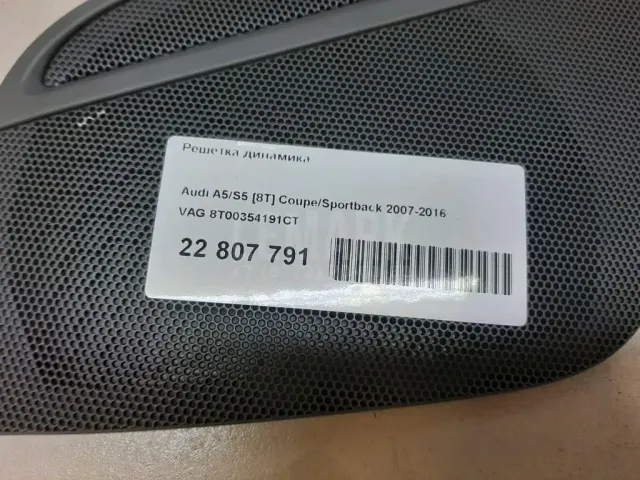 Решетка динамика
Audi A5/S5 [8T] Coupe/Sportback 2007-2016
VAG 8T00354191CT
22 807 791